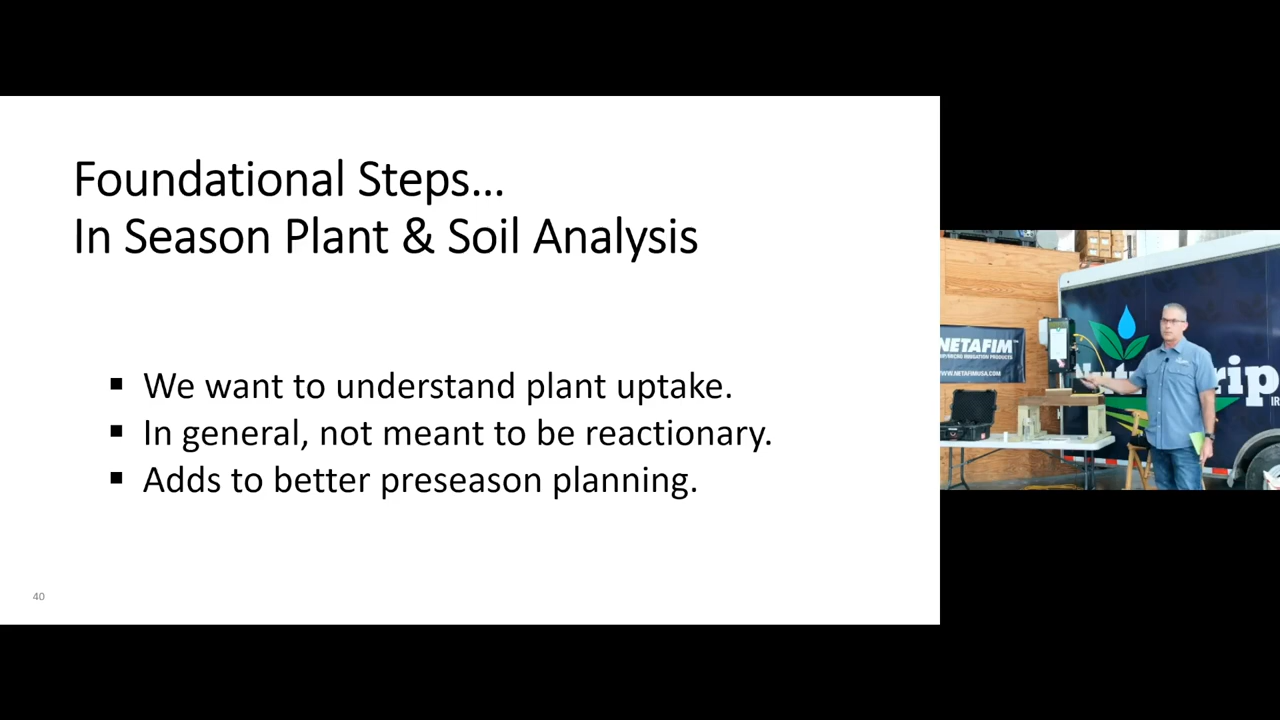 Foundational Steps...
In Season Plant & Soil Analysis
▪ We want to understand plant uptake.
▪ In general, not meant to be reactionary.
▪ Adds to better preseason planning.
40
NETAFIM™
WWW.NETAFIMUSA.COM